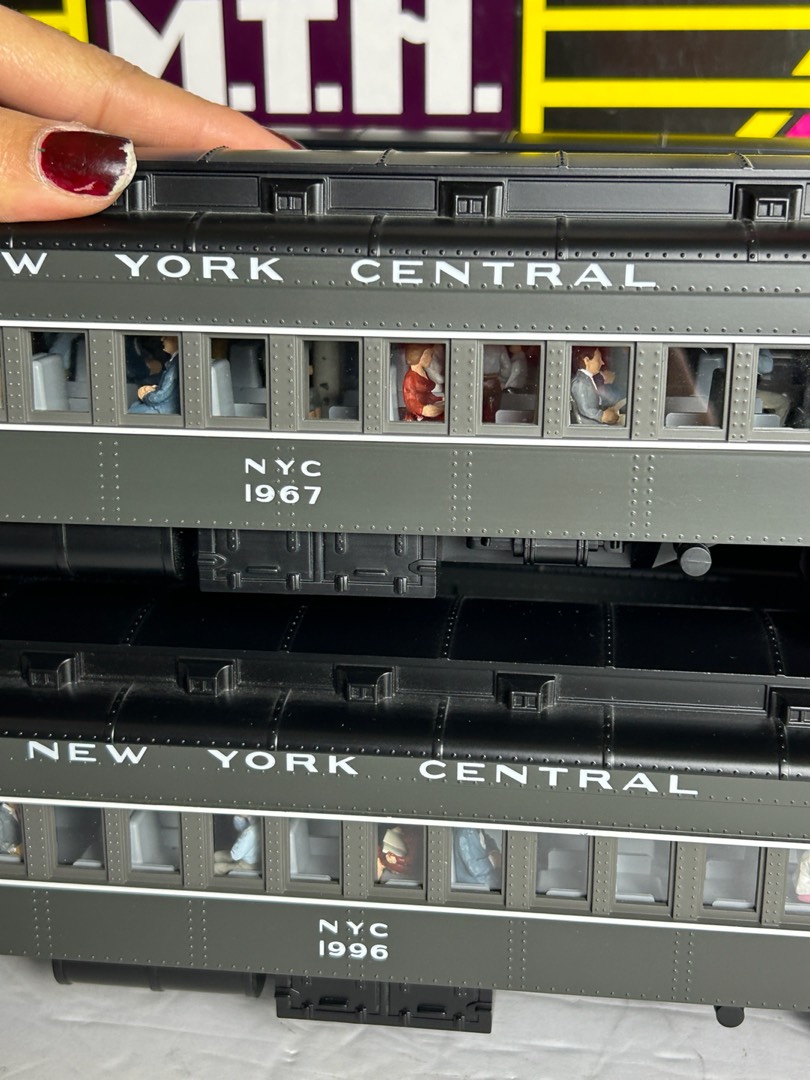 M.T.H.
W YORK CENTRAL
NYC
1967
NEW YORK CENTRAL
NYC
1996